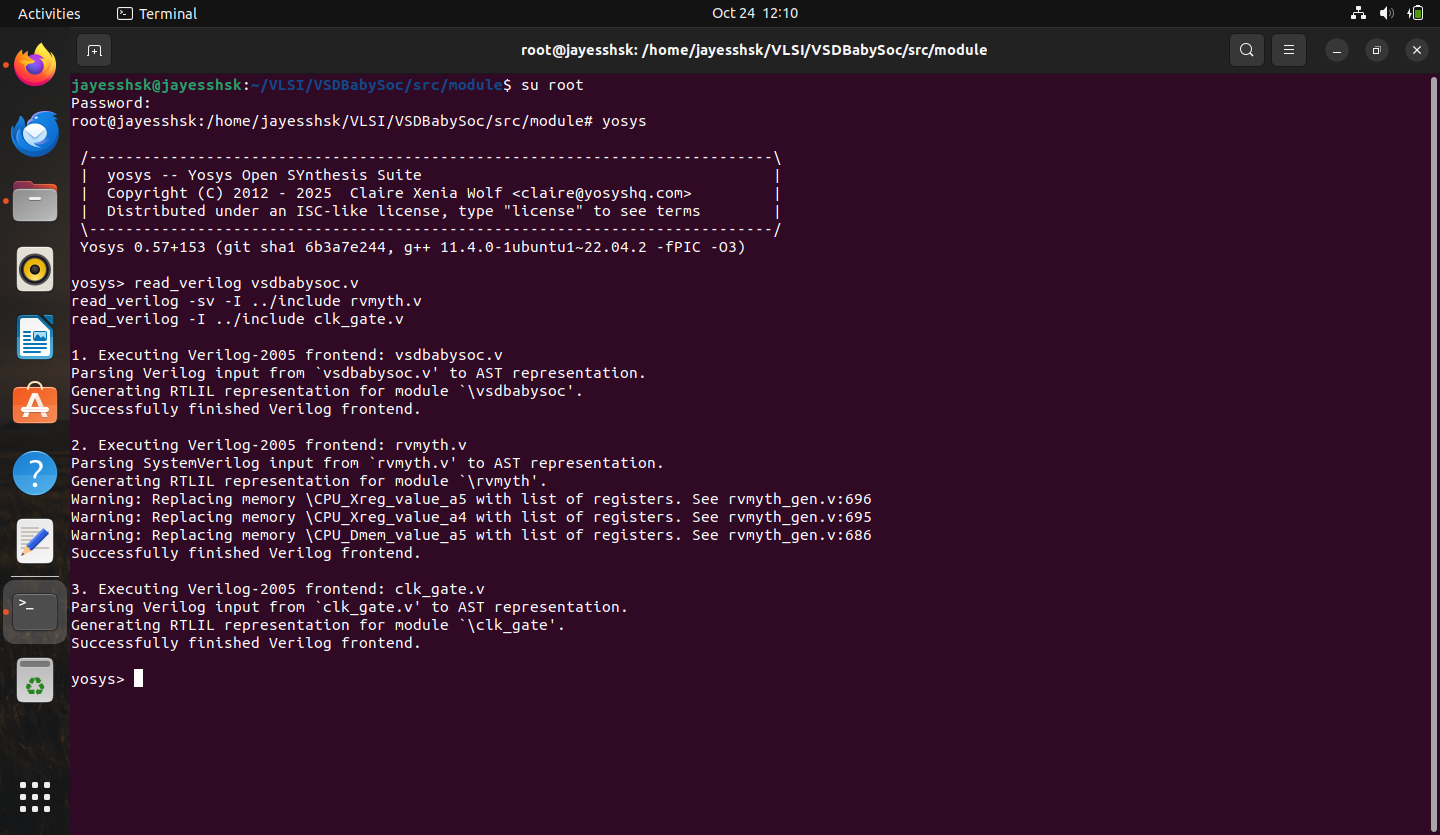 Activities
Terminal
Oct 24 12:10
root@jayesshsk: /home/jayesshsk/VLSI/VSDBabySoc/src/module
jayesshsk@jayesshsk:~/VLSI/VSDBabySoc/src/module$ su root
Password:
root@jayesshsk:/home/jayesshsk/VLSI/VSDBabySoc/src/module# yosys
/----------------------------------------------------------------------------\
|  yosys -- Yosys Open SYnthesis Suite                                       |
|  Copyright (C) 2012 - 2025  Claire Xenia Wolf <claire@yosyshq.com>         |
|  Distributed under an ISC-like license, type "license" to see terms        |
\----------------------------------------------------------------------------/
Yosys 0.57+153 (git sha1 6b3a7e244, g++ 11.4.0-1ubuntu1~22.04.2 -fPIC -O3)
yosys> read_verilog vsdbabysoc.v
read_verilog -sv -I ../include rvmyth.v
read_verilog -I ../include clk_gate.v
1. Executing Verilog-2005 frontend: vsdbabysoc.v
Parsing Verilog input from `vsdbabysoc.v' to AST representation.
Generating RTLIL representation for module `\vsdbabysoc'.
Successfully finished Verilog frontend.
2. Executing Verilog-2005 frontend: rvmyth.v
Parsing SystemVerilog input from `rvmyth.v' to AST representation.
Generating RTLIL representation for module `\rvmyth'.
Warning: Replacing memory \CPU_Xreg_value_a5 with list of registers. See rvmyth_gen.v:696
Warning: Replacing memory \CPU_Xreg_value_a4 with list of registers. See rvmyth_gen.v:695
Warning: Replacing memory \CPU_Dmem_value_a5 with list of registers. See rvmyth_gen.v:686
Successfully finished Verilog frontend.
3. Executing Verilog-2005 frontend: clk_gate.v
Parsing Verilog input from `clk_gate.v' to AST representation.
Generating RTLIL representation for module `\clk_gate'.
Successfully finished Verilog frontend.
yosys>